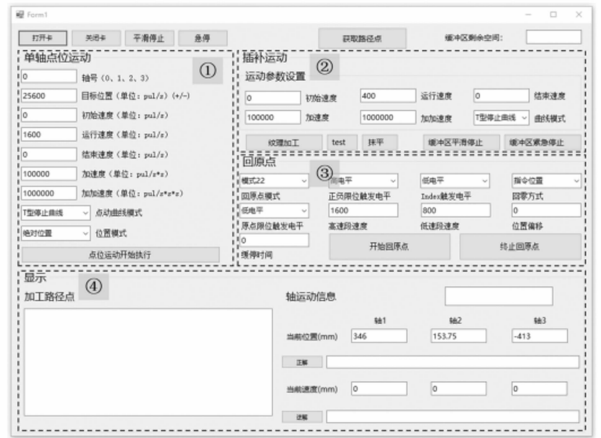 Form1
打开卡 关闭卡 平滑停止 急停 获取路径点 缓冲区剩余空间:
单轴点位运动 ①
0 轴号（0、1、2、3）
25600 目标位置（单位：pul/s）(+/-)
0 初始速度（单位：pul/s）
1600 运行速度（单位：pul/s）
0 结束速度（单位：pul/s）
100000 加速度（单位：pul/s*s）
1000000 加加速度（单位：pul/s*s*s）
T型停止曲线 点动曲线模式
绝对位置 位置模式
点位运动开始执行
插补运动 ②
运动参数设置
0 初始速度 400 运行速度 0 结束速度
100000 加速度 1000000 加加速度 T型停止曲线 曲线模式
纹理加工 test 抹平 缓冲区平滑停止 缓冲区紧急停止
回原点 ③
模式22 电平 低电平 指令位置
回原点模式 正负限位触发电平 Index触发电平 回零方式
低电平 1600 800 0
原点限位触发电平 高速段速度 低速段速度 位置偏移
0
缓停时间 开始回原点 终止回原点
显示 ④
加工路径点 轴运动信息
轴1 轴2 轴3
当前位置(mm) 346 153.75 -413
正解
当前速度(mm) 0 0 0
逆解